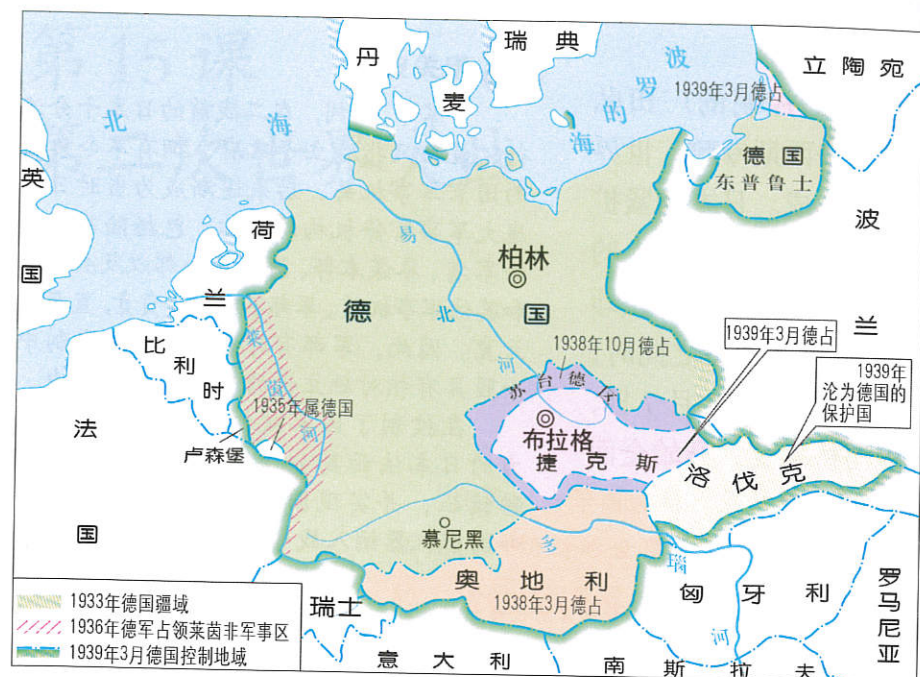 丹麦
瑞典
波罗的海
立陶宛
1939年3月德占
北海
德国
东普鲁士
英国
荷兰
易北河
柏林
波兰
德国
莱茵河
比利时
1938年10月德占
苏台德区
1939年3月德占
1939年
沦为德国的
保护国
1935年属德国
卢森堡
法国
布拉格
捷克斯洛伐克
慕尼黑
多瑙河
奥地利
1938年3月德占
匈牙利
罗马尼亚
瑞士
意大利
南斯拉夫
1933年德国疆域
1936年德军占领莱茵非军事区
1939年3月德国控制地域